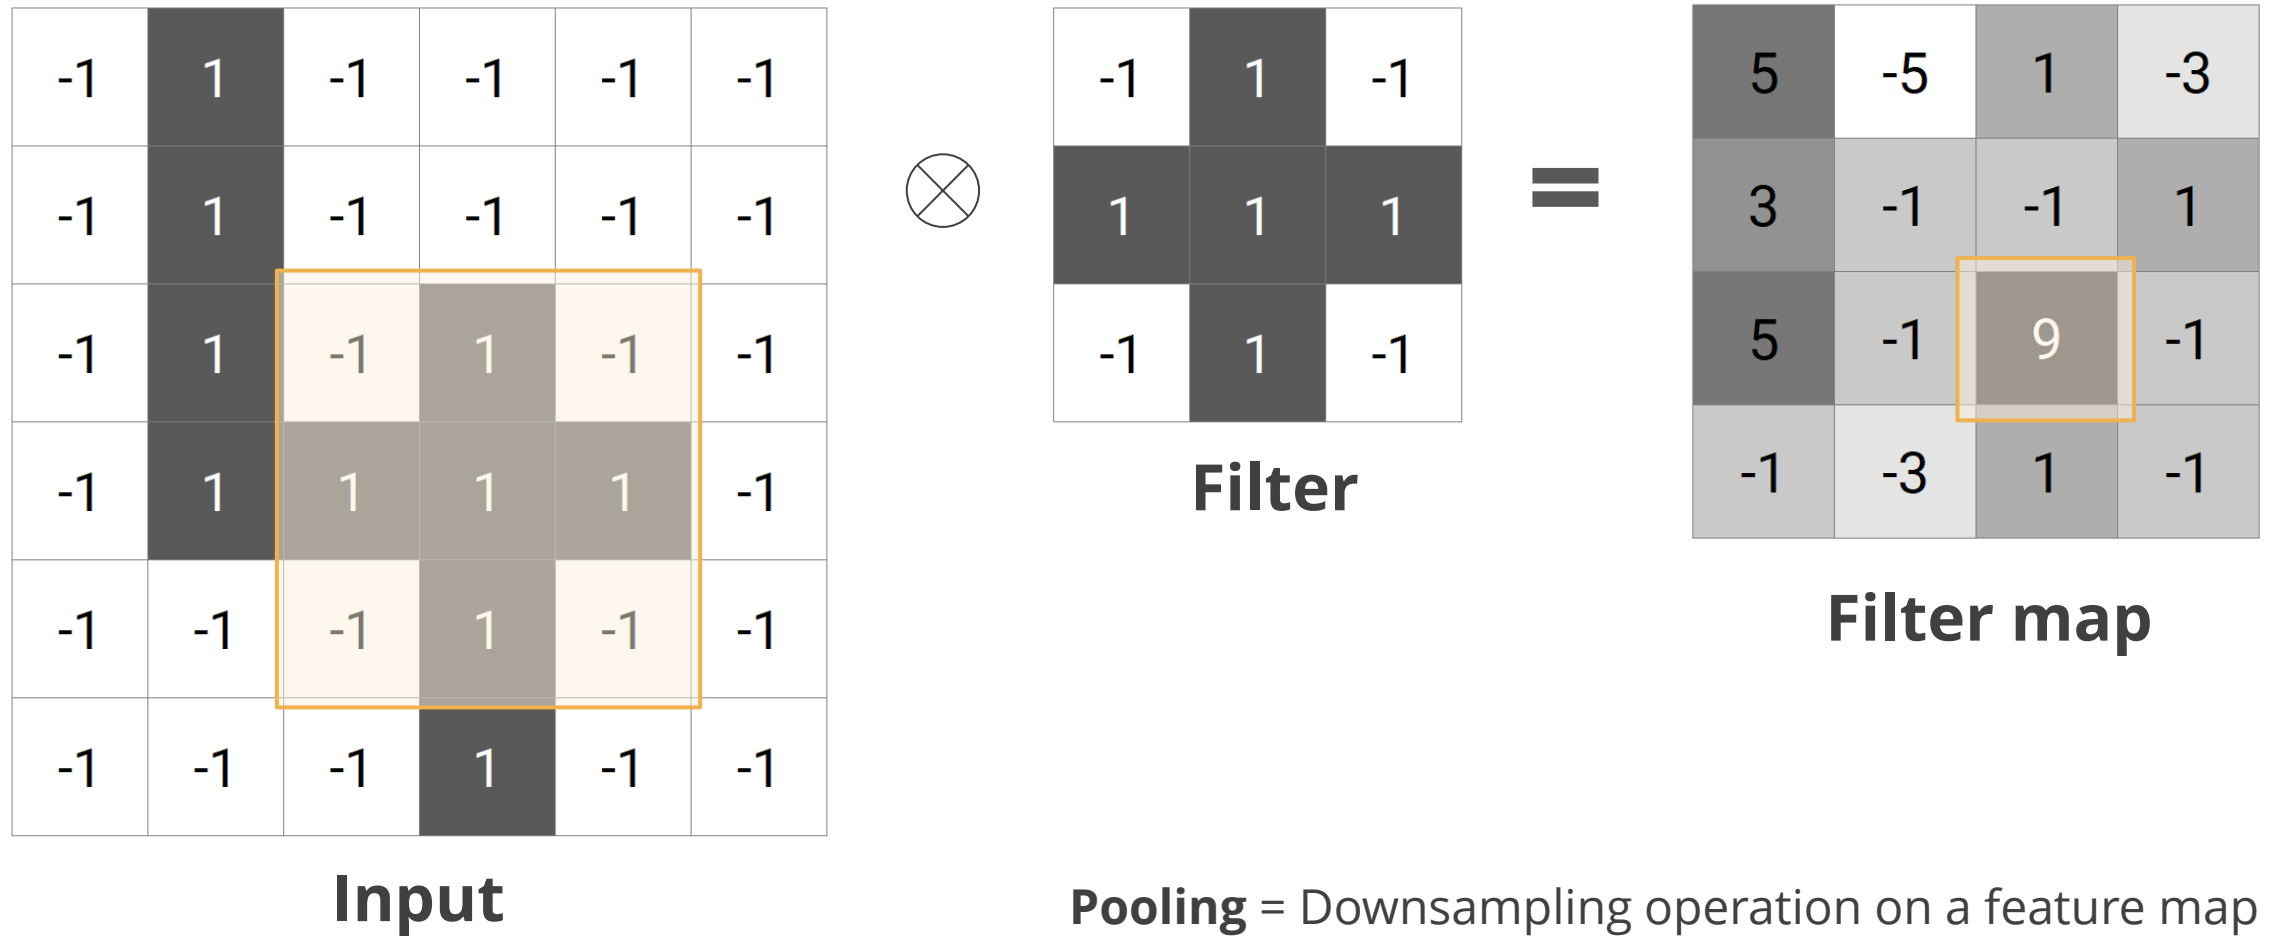 -1 1 -1 -1 -1 -1
-1 1 -1 -1 -1 -1
-1 1 -1 1 -1 -1
-1 1 1 1 1 -1
-1 -1 -1 1 -1 -1
-1 -1 -1 1 -1 -1
Input
-1 1 -1
1 1 1
-1 1 -1
Filter
=
5 -5 1 -3
3 -1 -1 1
5 -1 9 -1
-1 -3 1 -1
Filter map
Pooling = Downsampling operation on a feature map